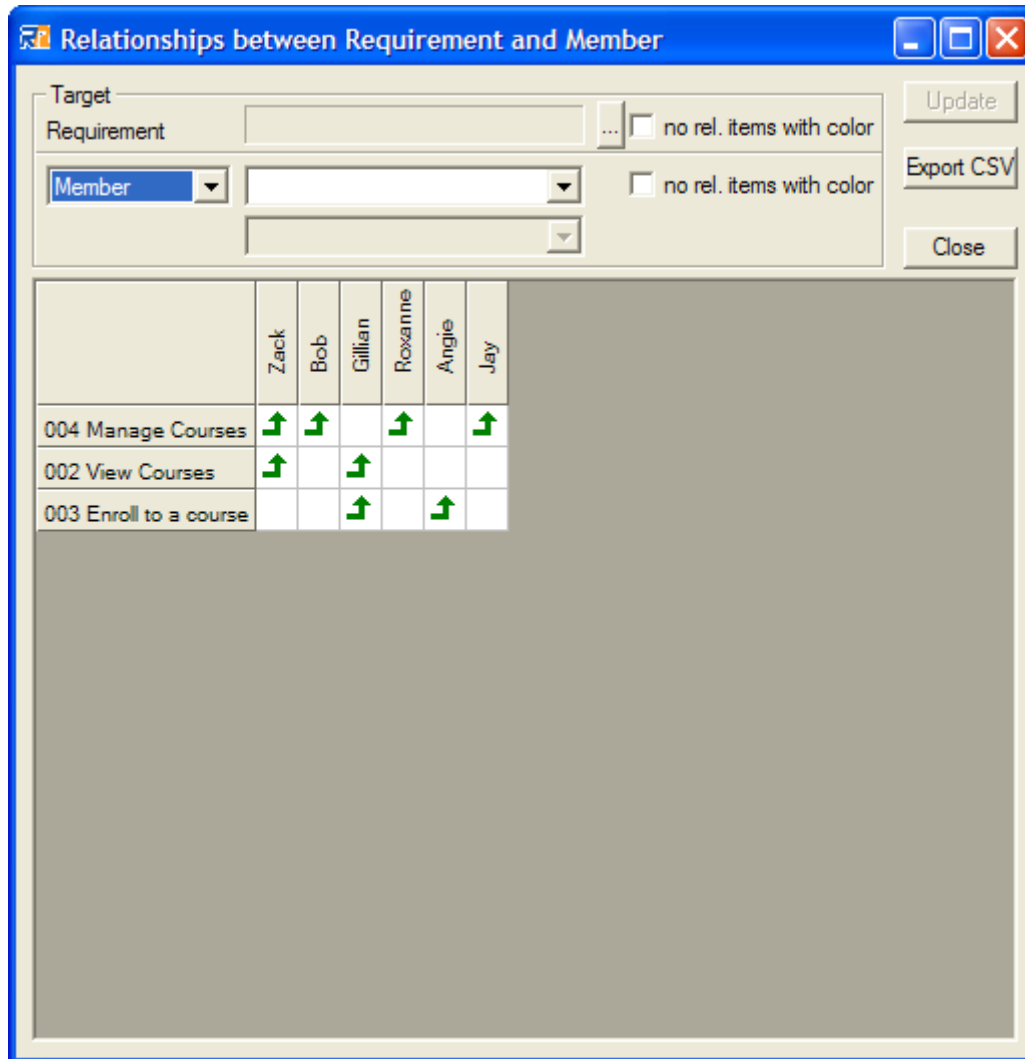 Relationships between Requirement and Member
Target
Update
Requirement
...
no rel. items with color
Export CSV
Member
no rel. items with color
Close
Zack
Bob
Gillian
Roxanne
Angie
Jay
004 Manage Courses
002 View Courses
003 Enroll to a course